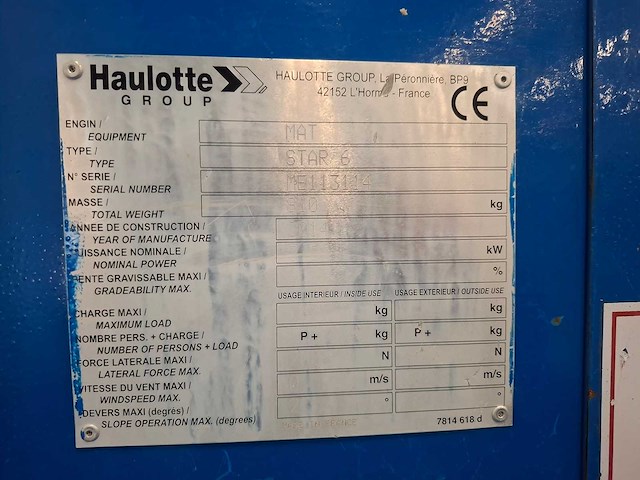 Haulotte
GROUP
HAULOTTE GROUP, La Péronnière, BP9
42152 L'Horme - France
CE
ENGIN / MAT
EQUIPMENT
TYPE / STAR 6
TYPE
N° SERIE / ME113124
SERIAL NUMBER
MASSE / kg
TOTAL WEIGHT
ANNEE DE CONSTRUCTION /
YEAR OF MANUFACTURE
PUISSANCE NOMINALE / kW
NOMINAL POWER
PENTE GRAVISSABLE MAXI / %
GRADEABILITY MAX.
USAGE INTERIEUR / INSIDE USE USAGE EXTERIEUR / OUTSIDE USE
CHARGE MAXI / kg kg
MAXIMUM LOAD
NOMBRE PERS. + CHARGE / P + kg P + kg
NUMBER OF PERSONS + LOAD
FORCE LATERALE MAXI / N N
LATERAL FORCE MAX.
VITESSE DU VENT MAXI / m/s m/s
WINDSPEED MAX.
DEVERS MAXI (degrés) / ° °
SLOPE OPERATION MAX. (degrees)
7814 618 d